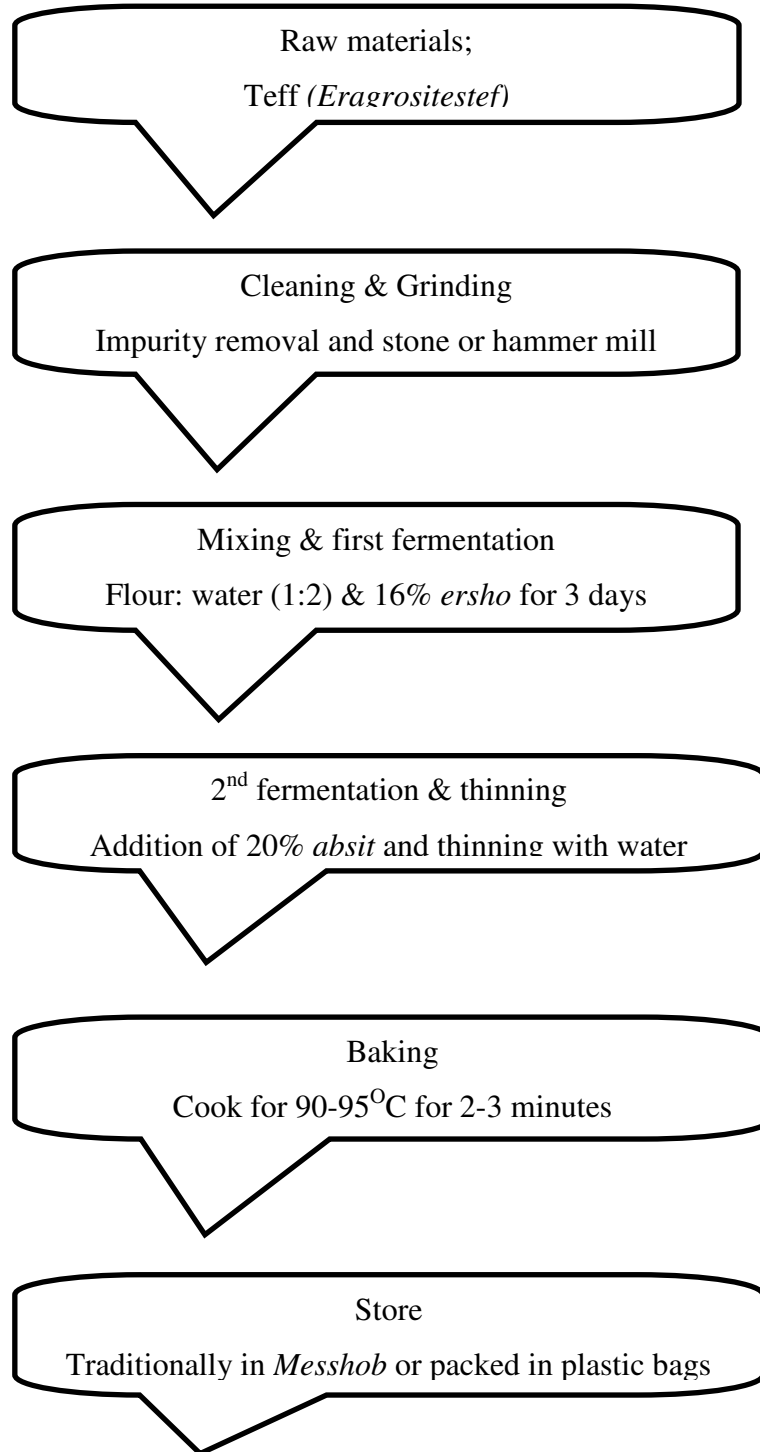 Raw materials;
Teff (Eragrositestef)
Cleaning & Grinding
Impurity removal and stone or hammer mill
Mixing & first fermentation
Flour: water (1:2) & 16% ersho for 3 days
2nd fermentation & thinning
Addition of 20% absit and thinning with water
Baking
Cook for 90-95OC for 2-3 minutes
Store
Traditionally in Messhob or packed in plastic bags